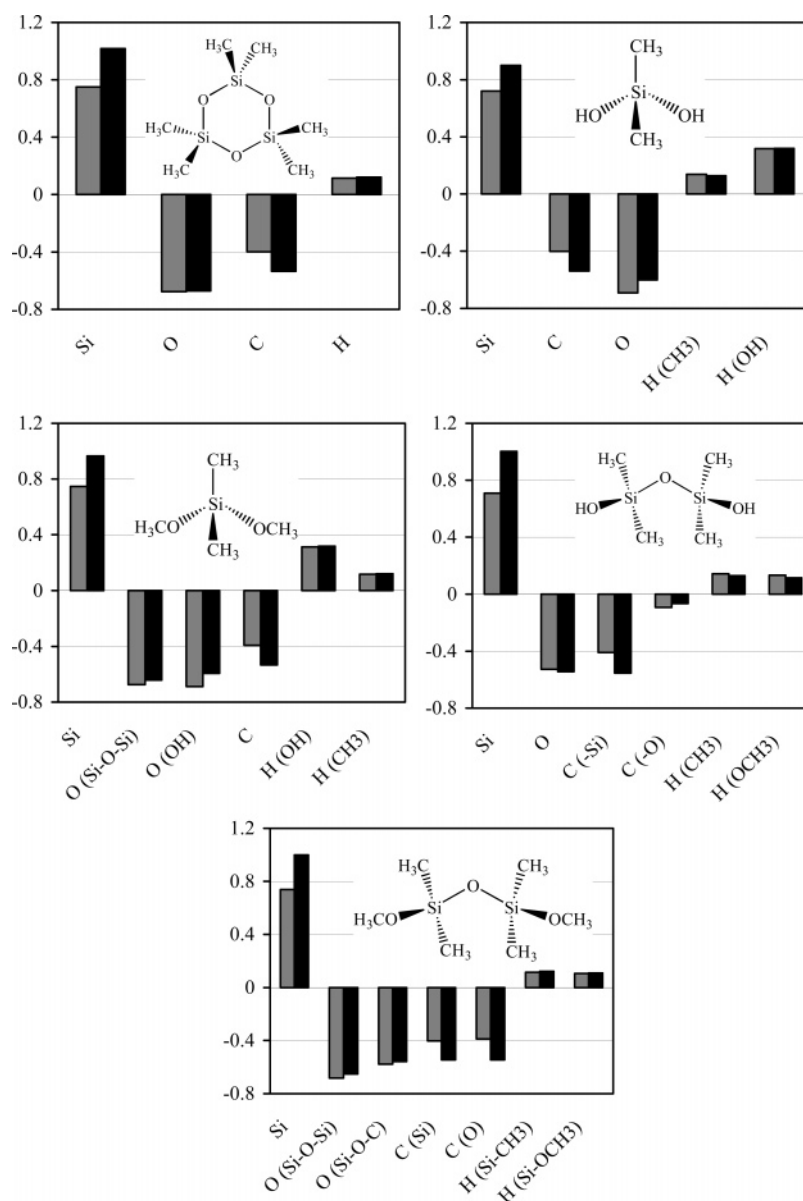 1.2
0.8
0.4
0
-0.4
-0.8
H₃C CH₃
Si
O O
H₃C Si Si CH₃
H₃C O CH₃
Si
O
C
H
1.2
0.8
0.4
0
-0.4
-0.8
CH₃
Si
HO OH
CH₃
Si
C
O
H (CH3)
H (OH)
1.2
0.8
0.4
0
-0.4
-0.8
CH₃
Si
H₃CO OCH₃
CH₃
Si
O (Si-O-Si)
O (OH)
C
H (OH)
H (CH3)
1.2
0.8
0.4
0
-0.4
-0.8
H₃C CH₃
O
HO Si Si OH
CH₃ CH₃
Si
O
C (-Si)
C (-O)
H (CH3)
H (OCH3)
1.2
0.8
0.4
0
-0.4
-0.8
H₃C CH₃
O
H₃CO Si Si OCH₃
CH₃ CH₃
Si
O (Si-O-Si)
O (Si-O-C)
C (Si)
C (O)
H (Si-CH3)
H (Si-OCH3)